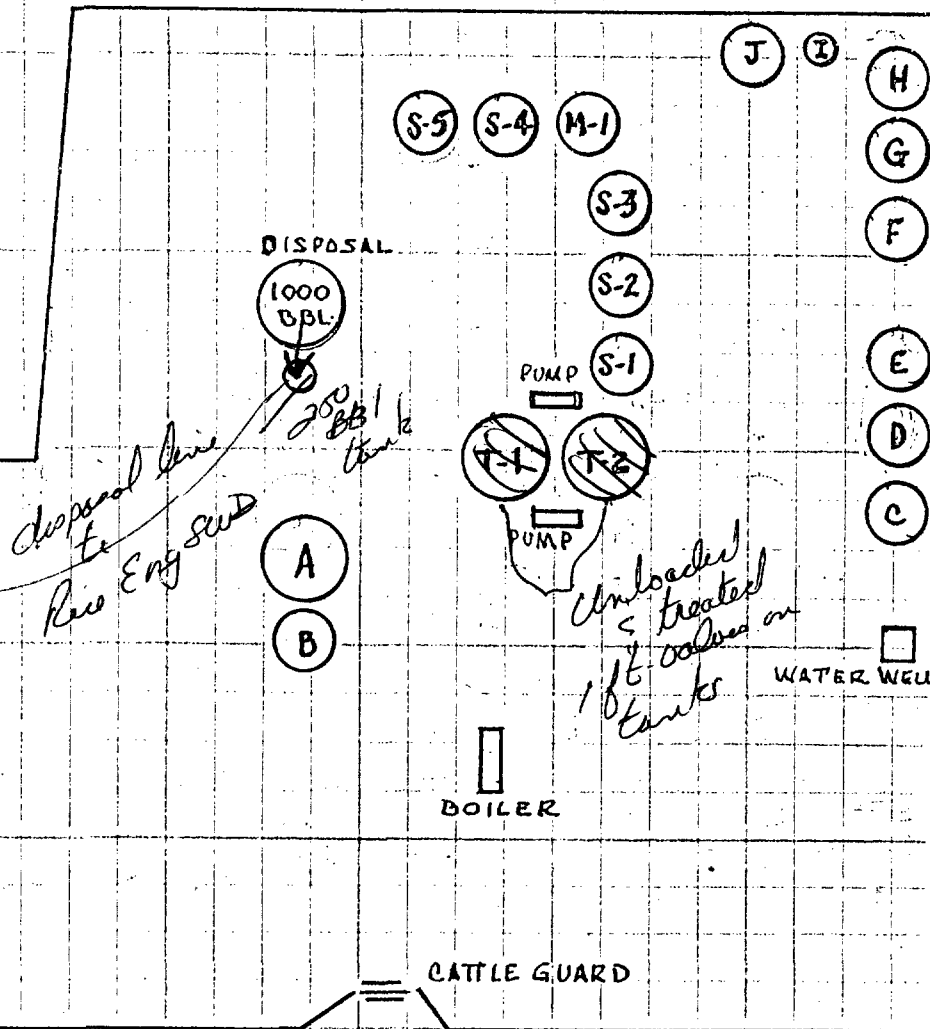 J
I
H
S-5
S-4
M-1
G
S-3
F
DISPOSAL
1000
BBL.
S-2
PUMP
S-1
E
200
BBl
tank
T-1
T-2
D
disposal line
to
Rice Eng SWD
PUMP
C
A
unloaded
& treated
1 ft valves on
tanks
B
WATER WELL
BOILER
CATTLE GUARD